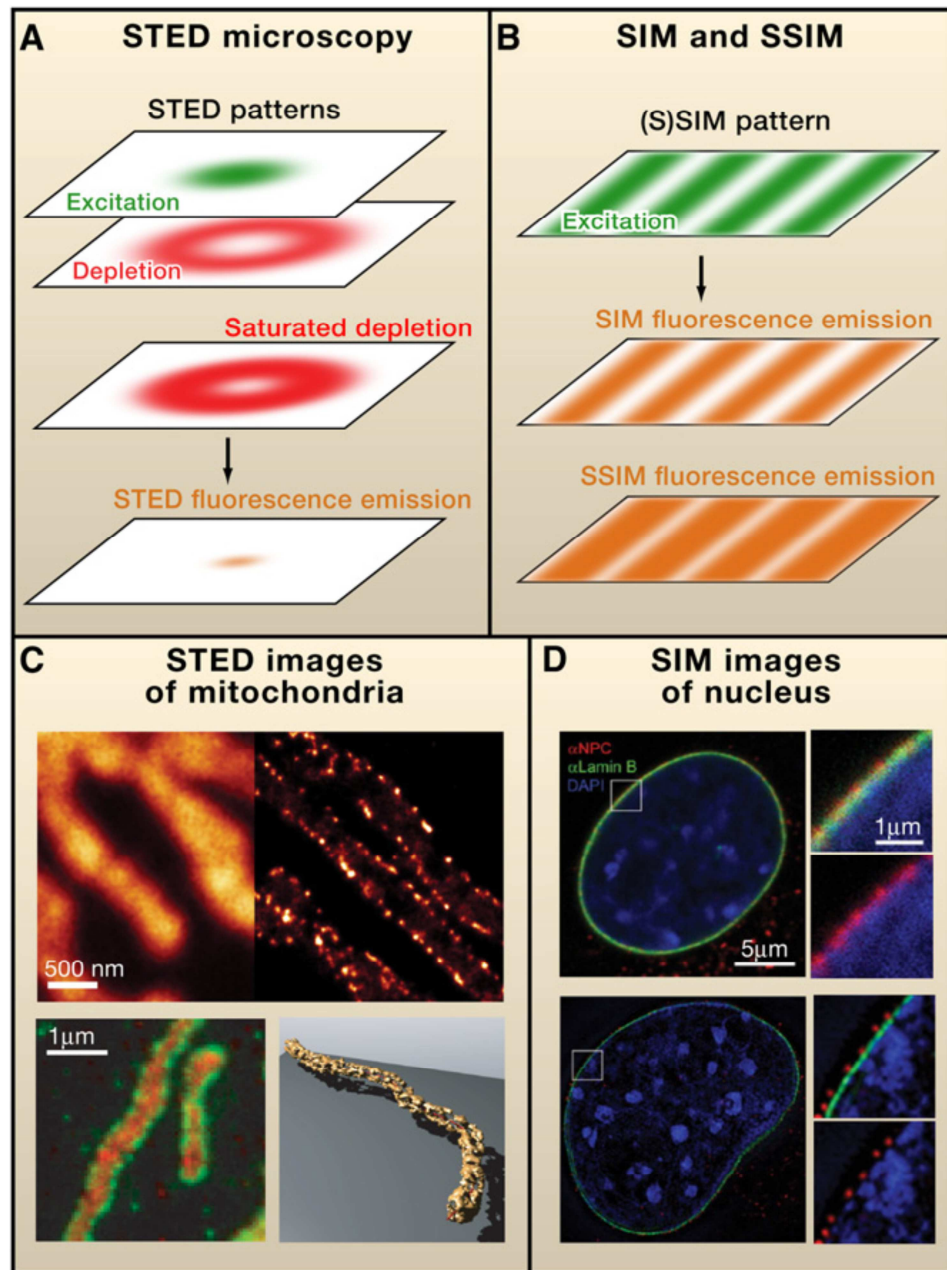 A
STED microscopy
STED patterns
Excitation
Depletion
Saturated depletion
STED fluorescence emission
B
SIM and SSIM
(S)SIM pattern
Excitation
SIM fluorescence emission
SSIM fluorescence emission
C
STED images
of mitochondria
500 nm
1μm
D
SIM images
of nucleus
αNPC
αLamin B
DAPI
5μm
1μm